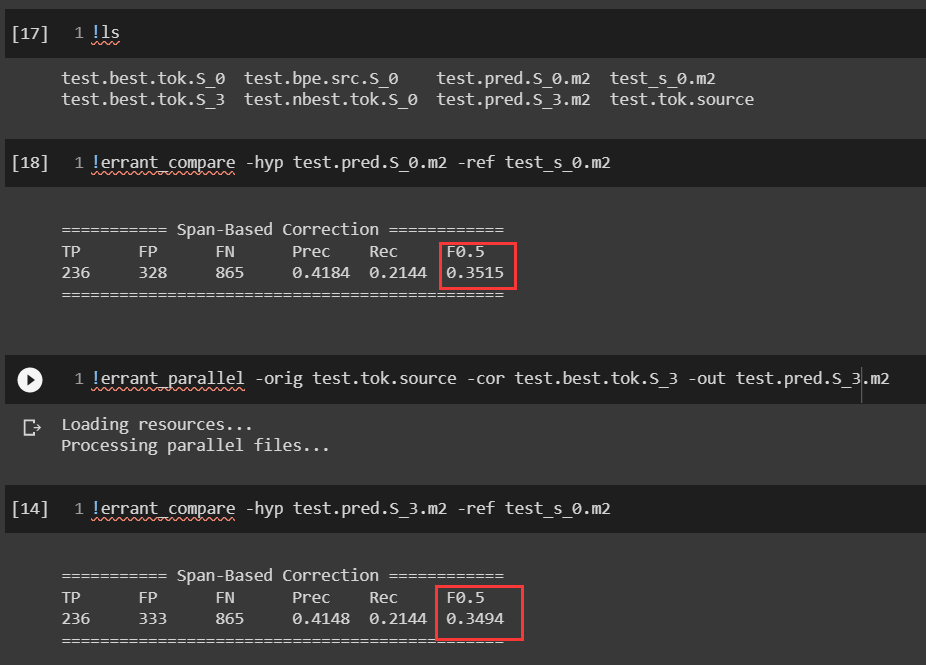 [17] 1 !ls
test.best.tok.S_0 test.bpe.src.S_0 test.pred.S_0.m2 test_s_0.m2
test.best.tok.S_3 test.nbest.tok.S_0 test.pred.S_3.m2 test.tok.source
[18] 1 !errant_compare -hyp test.pred.S_0.m2 -ref test_s_0.m2
=========== Span-Based Correction ============
TP FP FN Prec Rec F0.5
236 328 865 0.4184 0.2144 0.3515
==============================================
1 !errant_parallel -orig test.tok.source -cor test.best.tok.S_3 -out test.pred.S_3.m2
Loading resources...
Processing parallel files...
[14] 1 !errant_compare -hyp test.pred.S_3.m2 -ref test_s_0.m2
=========== Span-Based Correction ============
TP FP FN Prec Rec F0.5
236 333 865 0.4148 0.2144 0.3494
==============================================